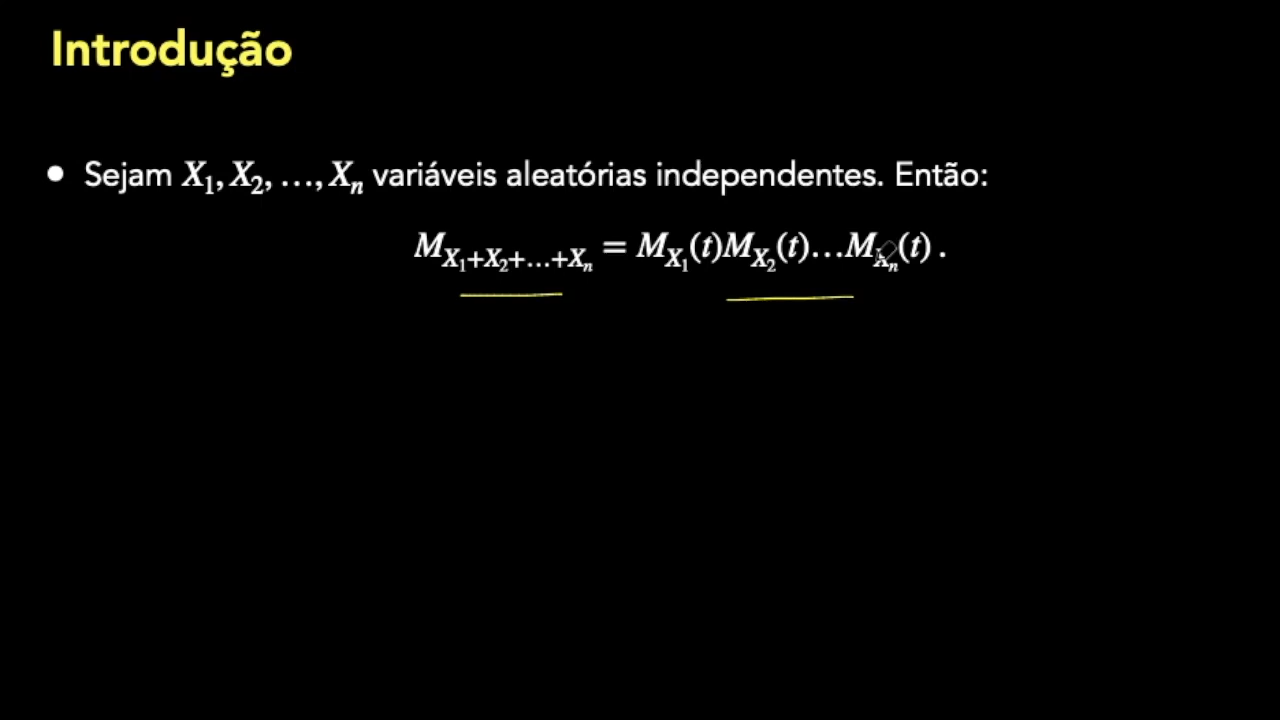 Introdução
• Sejam X₁, X₂, …, Xₙ variáveis aleatórias independentes. Então:
M_{X₁+X₂+…+Xₙ} = M_{X₁}(t)M_{X₂}(t)…M_{Xₙ}(t) .